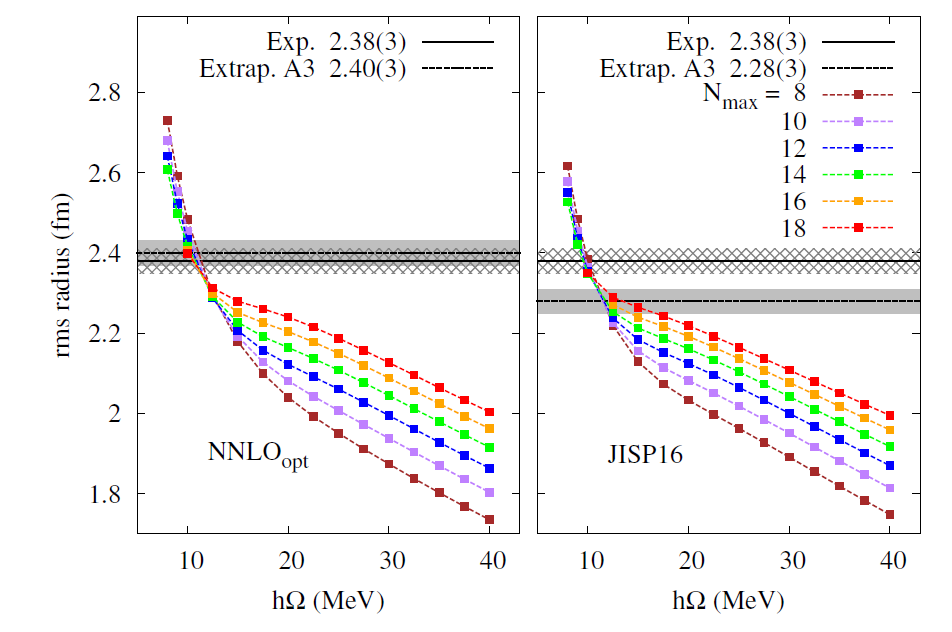 Exp. 2.38(3)
Extrap. A3 2.40(3)
Exp. 2.38(3)
Extrap. A3 2.28(3)
Nmax = 8
10
12
14
16
18
2.8
2.6
2.4
2.2
2
1.8
rms radius (fm)
NNLOopt
JISP16
10 20 30 40
10 20 30 40
hΩ (MeV)
hΩ (MeV)